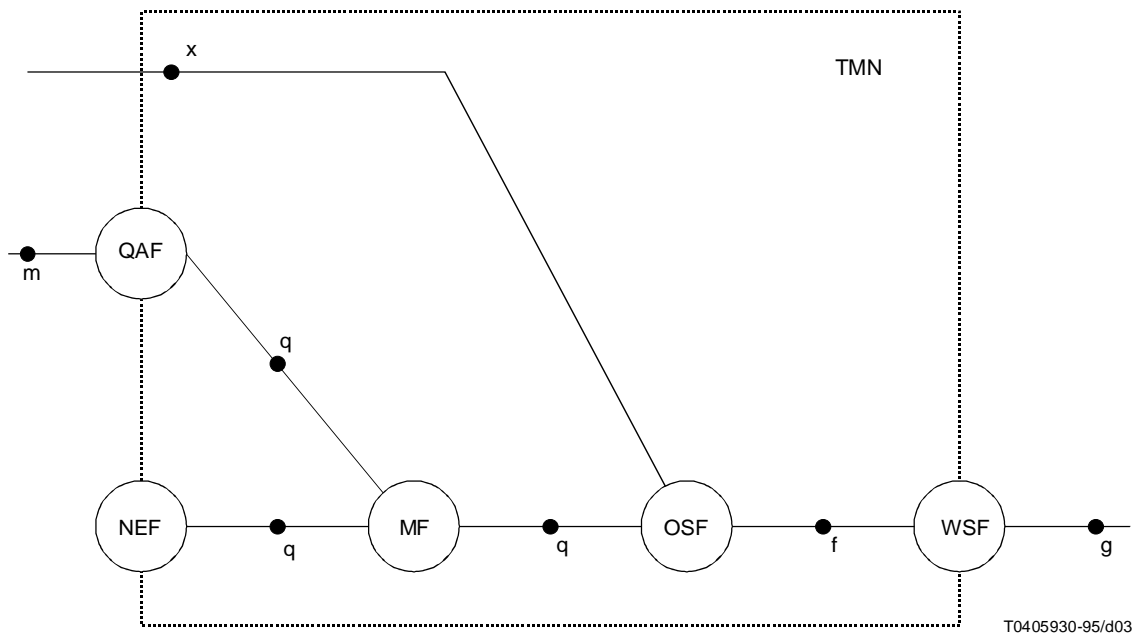 x
TMN
QAF
m
q
NEF
MF
OSF
WSF
q
q
f
g
T0405930-95/d03